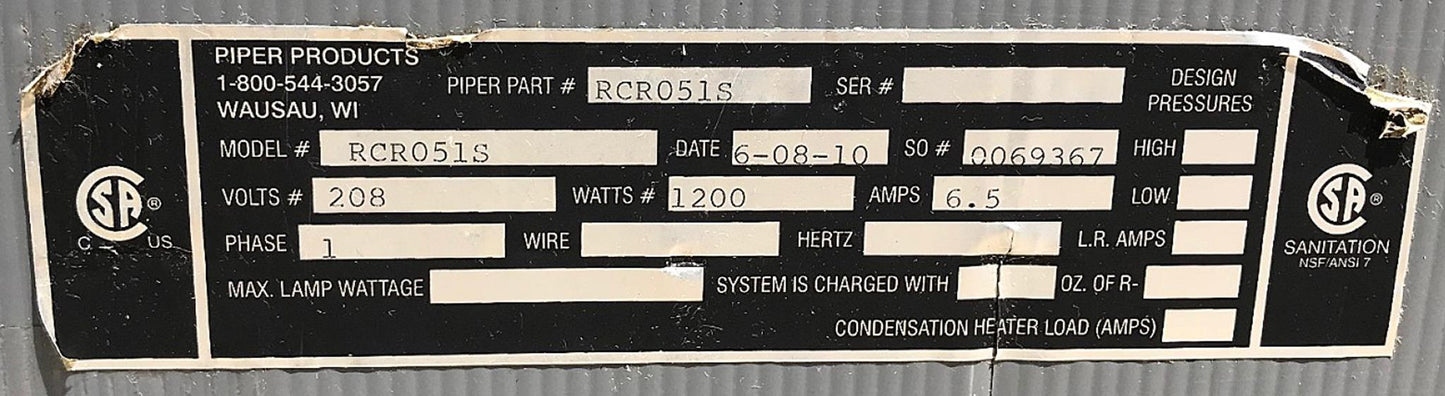 PIPER PRODUCTS
1-800-544-3057
WAUSAU, WI
PIPER PART # RCR051S SER #
DESIGN
PRESSURES
MODEL # RCR051S DATE 6-08-10 SO # 0069367 HIGH
VOLTS # 208 WATTS # 1200 AMPS 6.5 LOW
PHASE 1 WIRE HERTZ L.R. AMPS
MAX. LAMP WATTAGE SYSTEM IS CHARGED WITH OZ. OF R-
CONDENSATION HEATER LOAD (AMPS)
CSA ®
C US
CSA ®
SANITATION
NSF/ANSI 7